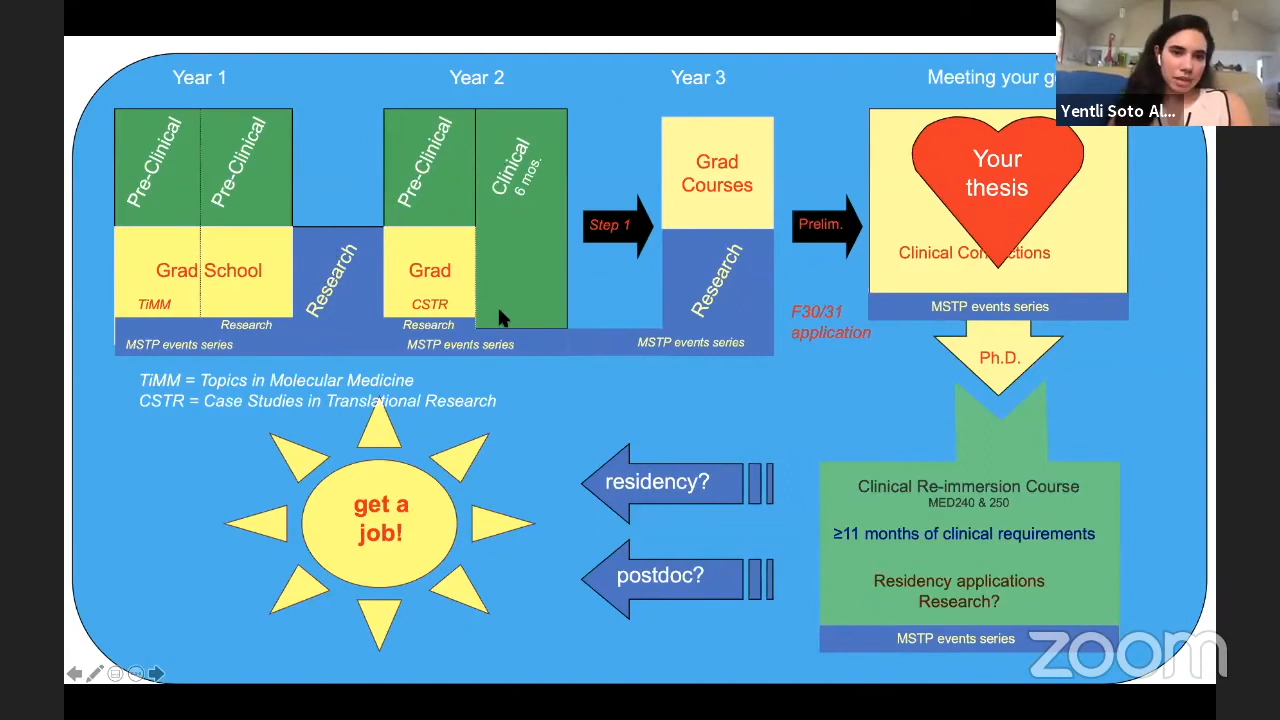 Year 1
Year 2
Year 3
Meeting your g
Yentli Soto Al...
Pre-Clinical
Pre-Clinical
Pre-Clinical
Clinical
6 mos.
Grad
Courses
Your
thesis
Step 1
Prelim.
Clinical Con ctions
Grad School
TiMM
Research
Grad
CSTR
Research
MSTP events series
Research
Research
MSTP events series
MSTP events series
Research
MSTP events series
F30/31
application
Ph.D.
TiMM = Topics in Molecular Medicine
CSTR = Case Studies in Translational Research
get a
job!
residency?
postdoc?
Clinical Re-immersion Course
MED240 & 250
≥11 months of clinical requirements
Residency applications
Research?
MSTP events series
zoom